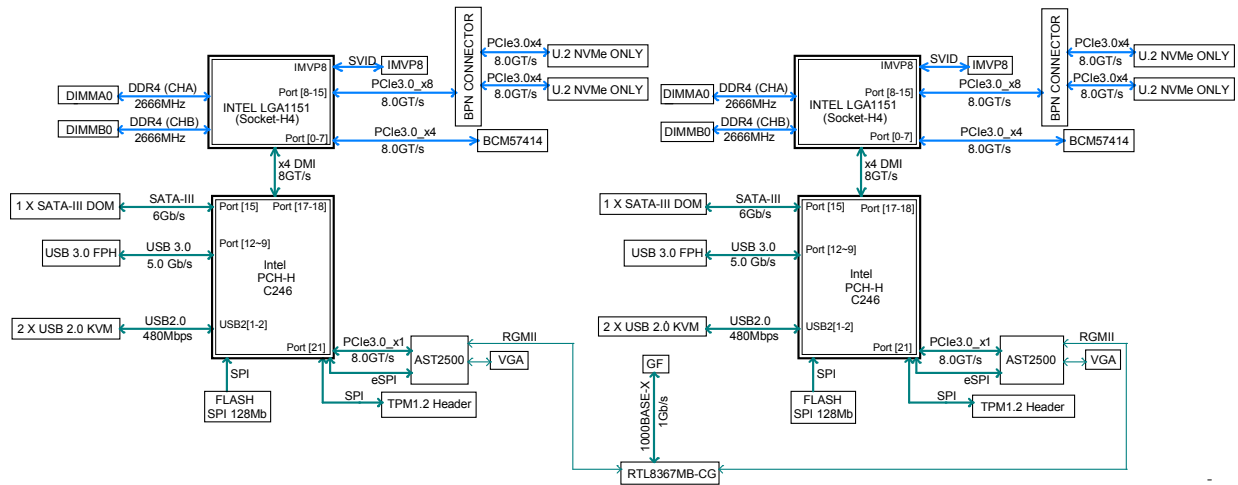 BPN CONNECTOR
PCIe3.0x4
8.0GT/s
U.2 NVMe ONLY
PCIe3.0x4
8.0GT/s
U.2 NVMe ONLY
IMVP8
SVID
IMVP8
Port [8-15]
PCIe3.0_x8
8.0GT/s
INTEL LGA1151
(Socket-H4)
Port [0-7]
PCIe3.0_x4
8.0GT/s
BCM57414
DIMMA0
DDR4 (CHA)
2666MHz
DIMMB0
DDR4 (CHB)
2666MHz
x4 DMI
8GT/s
1 X SATA-III DOM
SATA-III
6Gb/s
Port [15]
Port [17-18]
USB 3.0 FPH
USB 3.0
5.0 Gb/s
Port [12~9]
Intel
PCH-H
C246
2 X USB 2.0 KVM
USB2.0
480Mbps
USB2[1-2]
Port [21]
PCIe3.0_x1
8.0GT/s
AST2500
RGMII
VGA
eSPI
SPI
FLASH
SPI 128Mb
SPI
TPM1.2 Header
BPN CONNECTOR
PCIe3.0x4
8.0GT/s
U.2 NVMe ONLY
PCIe3.0x4
8.0GT/s
U.2 NVMe ONLY
IMVP8
SVID
IMVP8
Port [8-15]
PCIe3.0_x8
8.0GT/s
INTEL LGA1151
(Socket-H4)
Port [0-7]
PCIe3.0_x4
8.0GT/s
BCM57414
DIMMA0
DDR4 (CHA)
2666MHz
DIMMB0
DDR4 (CHB)
2666MHz
x4 DMI
8GT/s
1 X SATA-III DOM
SATA-III
6Gb/s
Port [15]
Port [17-18]
USB 3.0 FPH
USB 3.0
5.0 Gb/s
Port [12~9]
Intel
PCH-H
C246
2 X USB 2.0 KVM
USB2.0
480Mbps
USB2[1-2]
Port [21]
PCIe3.0_x1
8.0GT/s
AST2500
RGMII
VGA
eSPI
SPI
FLASH
SPI 128Mb
SPI
TPM1.2 Header
GF
1000BASE-X
1Gb/s
RTL8367MB-CG